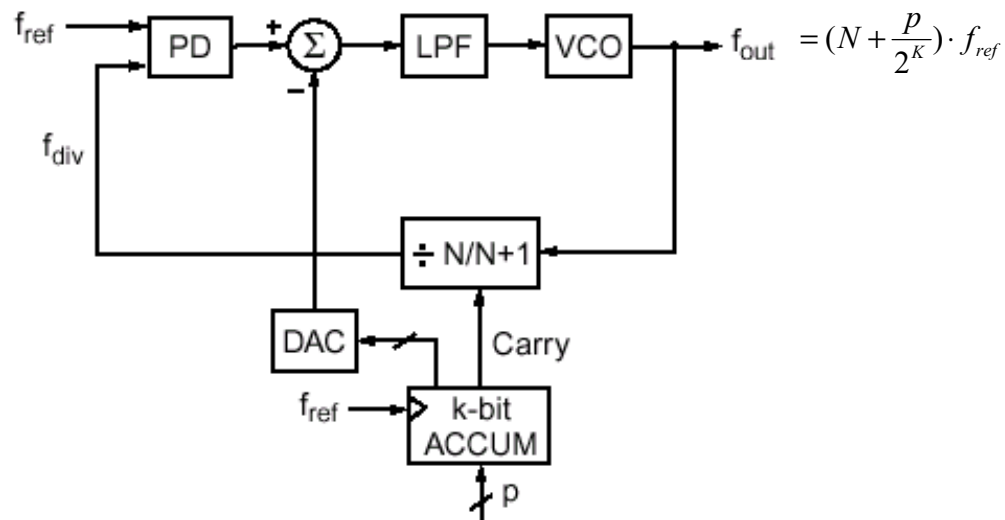 f_ref
PD
+
Σ
−
LPF
VCO
f_out = (N + p/2^K) · f_ref
f_div
÷ N/N+1
DAC
Carry
f_ref
k-bit
ACCUM
p